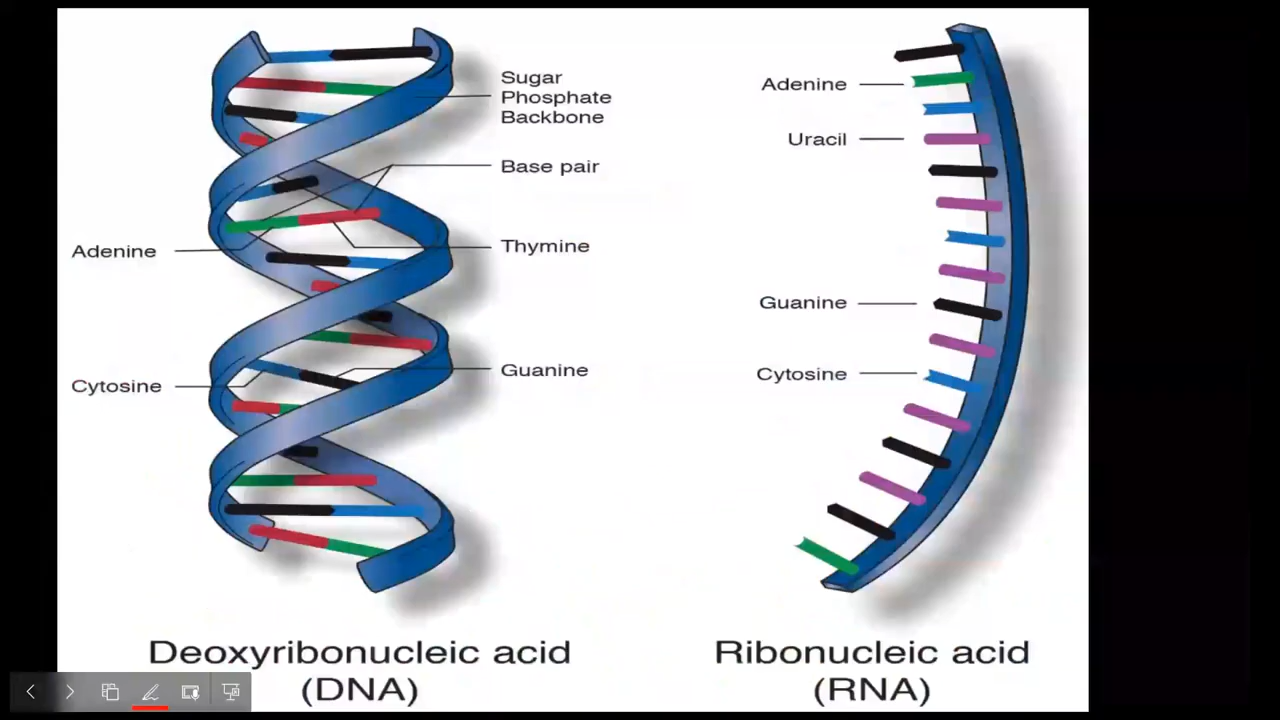 Sugar
Phosphate
Backbone
Base pair
Adenine
Thymine
Cytosine
Guanine
Deoxyribonucleic acid
(DNA)
Adenine
Uracil
Guanine
Cytosine
Ribonucleic acid
(RNA)